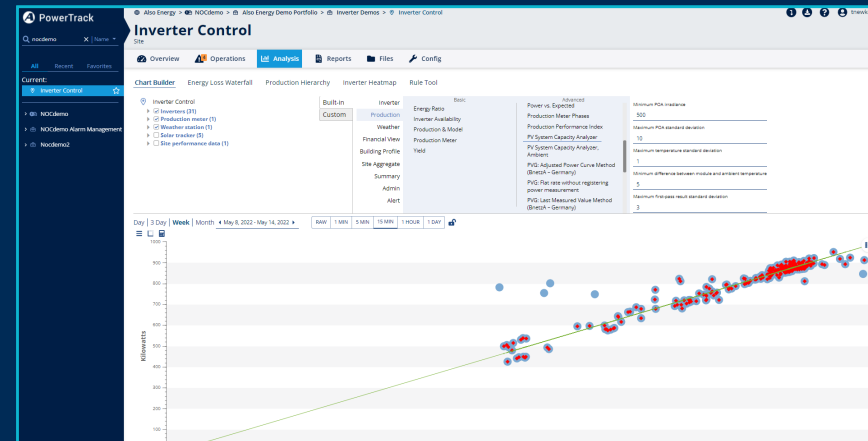 PowerTrack
nocdemo X | Name
All Recent Favorites
Current:
Inverter Control
NOCdemo
NOCdemo Alarm Management
NOCdemo2
Also Energy > NOCdemo > Also Energy Demo Portfolio > Inverter Demos > Inverter Control
Inverter Control
Site
Overview Operations Analysis Reports Files Config
Chart Builder Energy Loss Waterfall Production Hierarchy Inverter Heatmap Rule Tool
Inverter Control
Inverters (31)
Production meter (1)
Weather station (1)
Solar tracker (5)
Site performance data (1)
Built-in
Custom
Inverter
Production
Weather
Financial View
Building Profile
Site Aggregate
Summary
Admin
Alert
Basic
Energy Ratio
Inverter Availability
Production & Model
Production Meter
Yield
Advanced
Power vs. Expected
Production Meter Phases
Production Performance Index
PV System Capacity Analyzer
PV System Capacity Analyzer,
Ambient
PVG: Adjusted Power Curve Method
(BnetzA – Germany)
PVG: Flat rate without registering
power measurement
PVG: Last Measured Value Method
(BnetzA – Germany)
Minimum POA irradiance
500
Maximum POA standard deviation
10
Maximum temperature standard deviation
1
Minimum difference between module and ambient temperature
5
Maximum first-pass result standard deviation
3
Day | 3 Day | Week | Month May 8, 2022 - May 14, 2022
RAW 1 MIN 5 MIN 15 MIN 1 HOUR 1 DAY
1000
900
800
700
600
500
400
300
200
100
Kilowatts